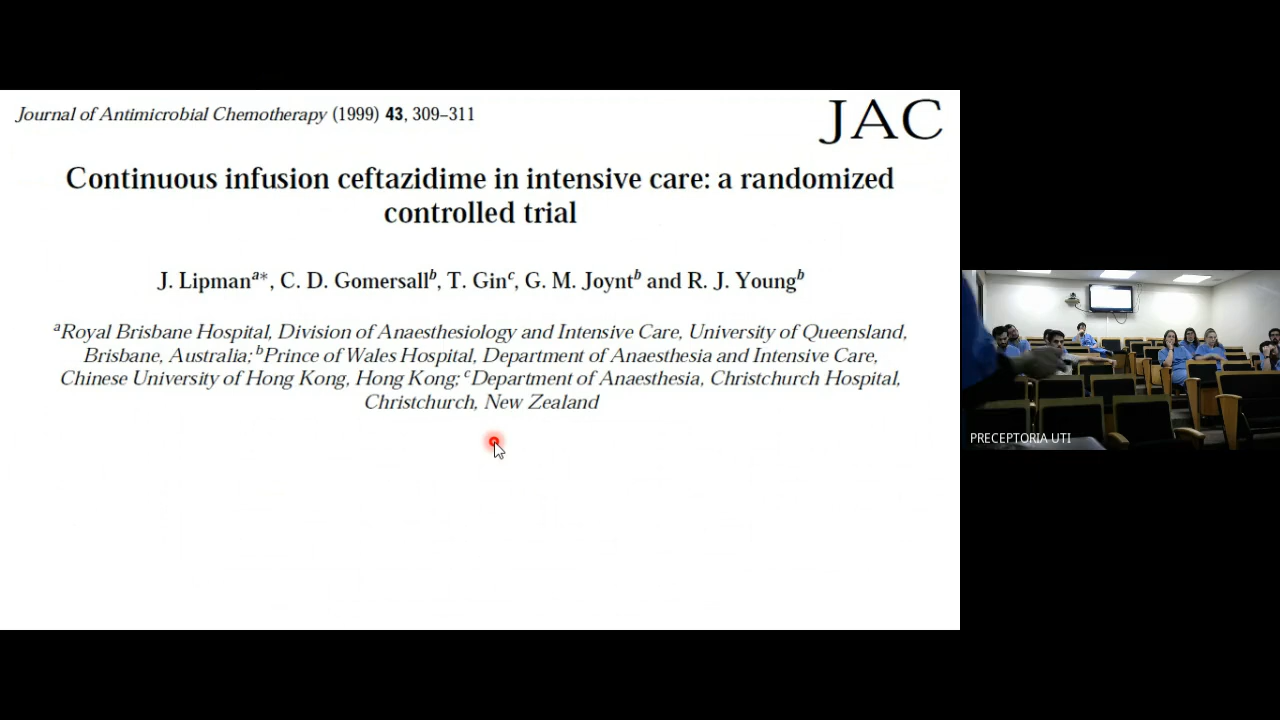 Journal of Antimicrobial Chemotherapy (1999) 43, 309–311
JAC
Continuous infusion ceftazidime in intensive care: a randomized
controlled trial
J. Lipmana*, C. D. Gomersallb, T. Ginc, G. M. Joyntb and R. J. Youngb
aRoyal Brisbane Hospital, Division of Anaesthesiology and Intensive Care, University of Queensland,
Brisbane, Australia; bPrince of Wales Hospital, Department of Anaesthesia and Intensive Care,
Chinese University of Hong Kong, Hong Kong; cDepartment of Anaesthesia, Christchurch Hospital,
Christchurch, New Zealand
PRECEPTORIA UTI